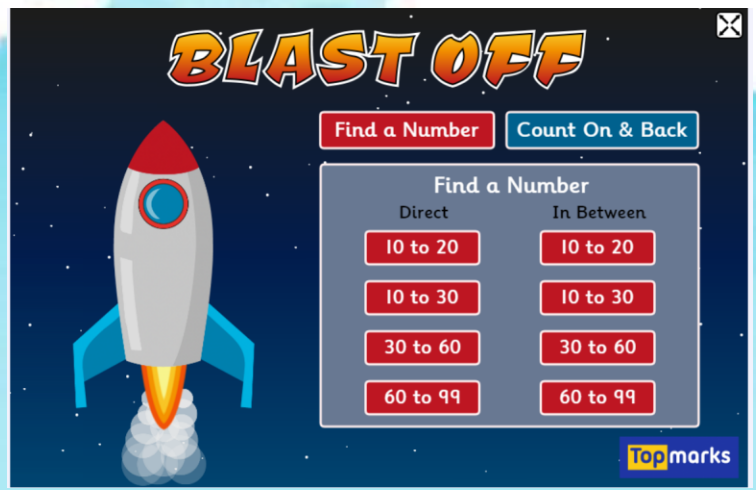 BLAST OFF
Find a Number Count On & Back
Find a Number
Direct In Between
10 to 20 10 to 20
10 to 30 10 to 30
30 to 60 30 to 60
60 to 99 60 to 99
Topmarks